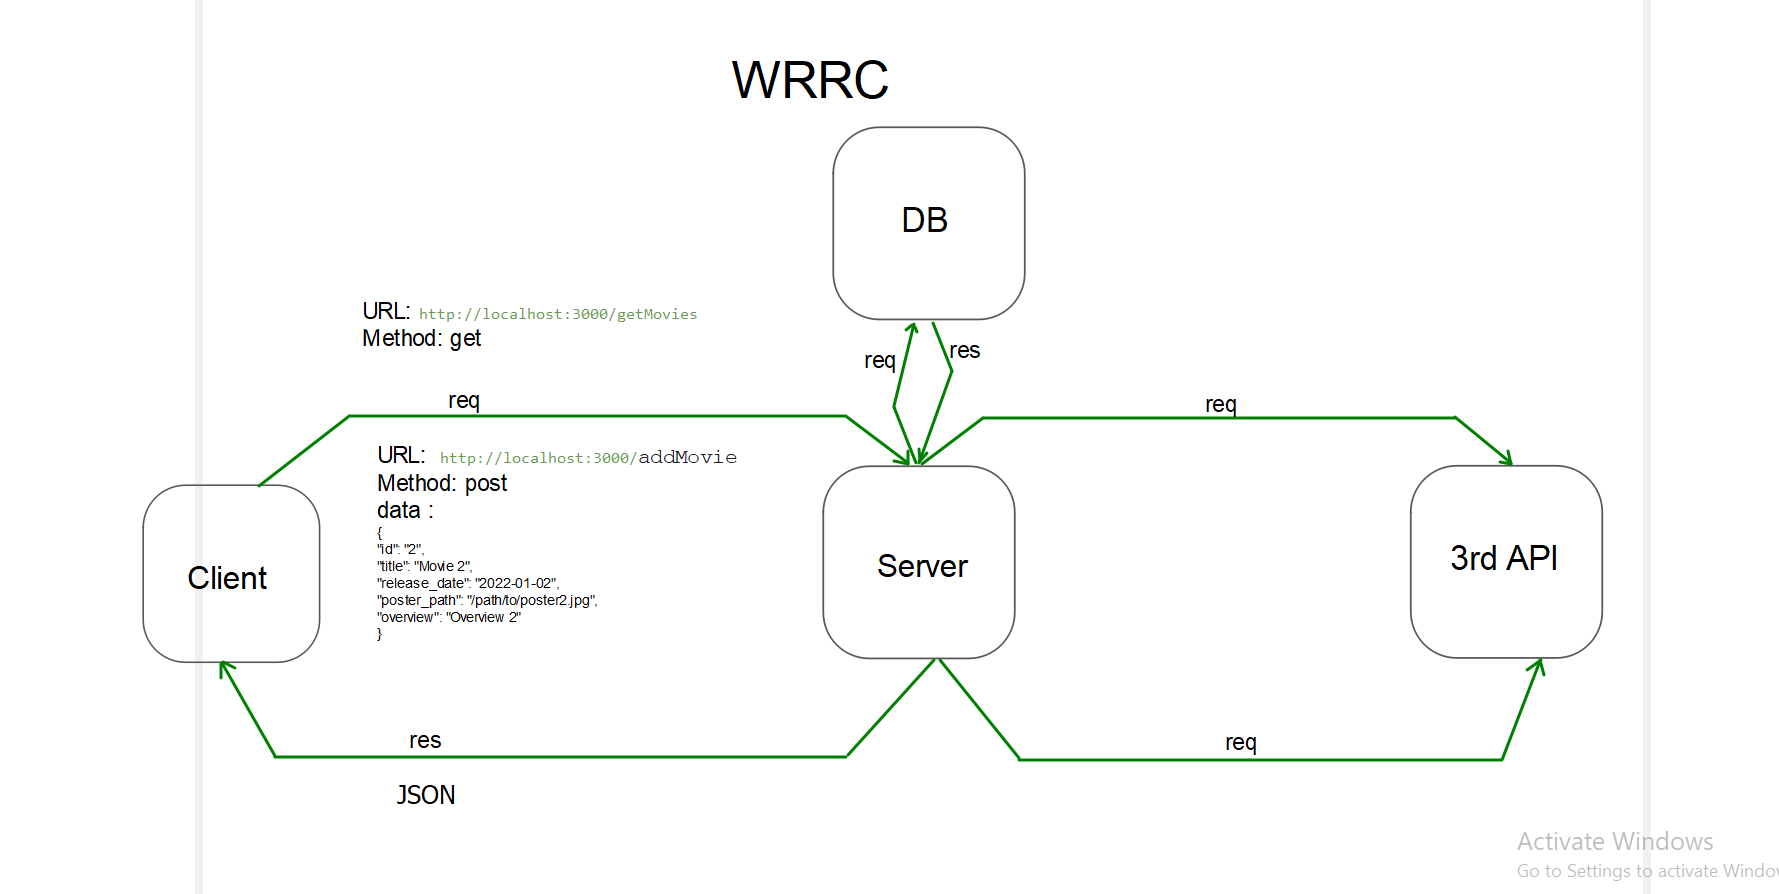 WRRC
DB
URL: http://localhost:3000/getMovies
Method: get
req
res
req
req
URL: http://localhost:3000/addMovie
Method: post
data :
{
"id": "2",
"title": "Movie 2",
"release_date": "2022-01-02",
"poster_path": "/path/to/poster2.jpg",
"overview": "Overview 2"
}
Client
Server
3rd API
res
req
JSON
Activate Windows
Go to Settings to activate Window